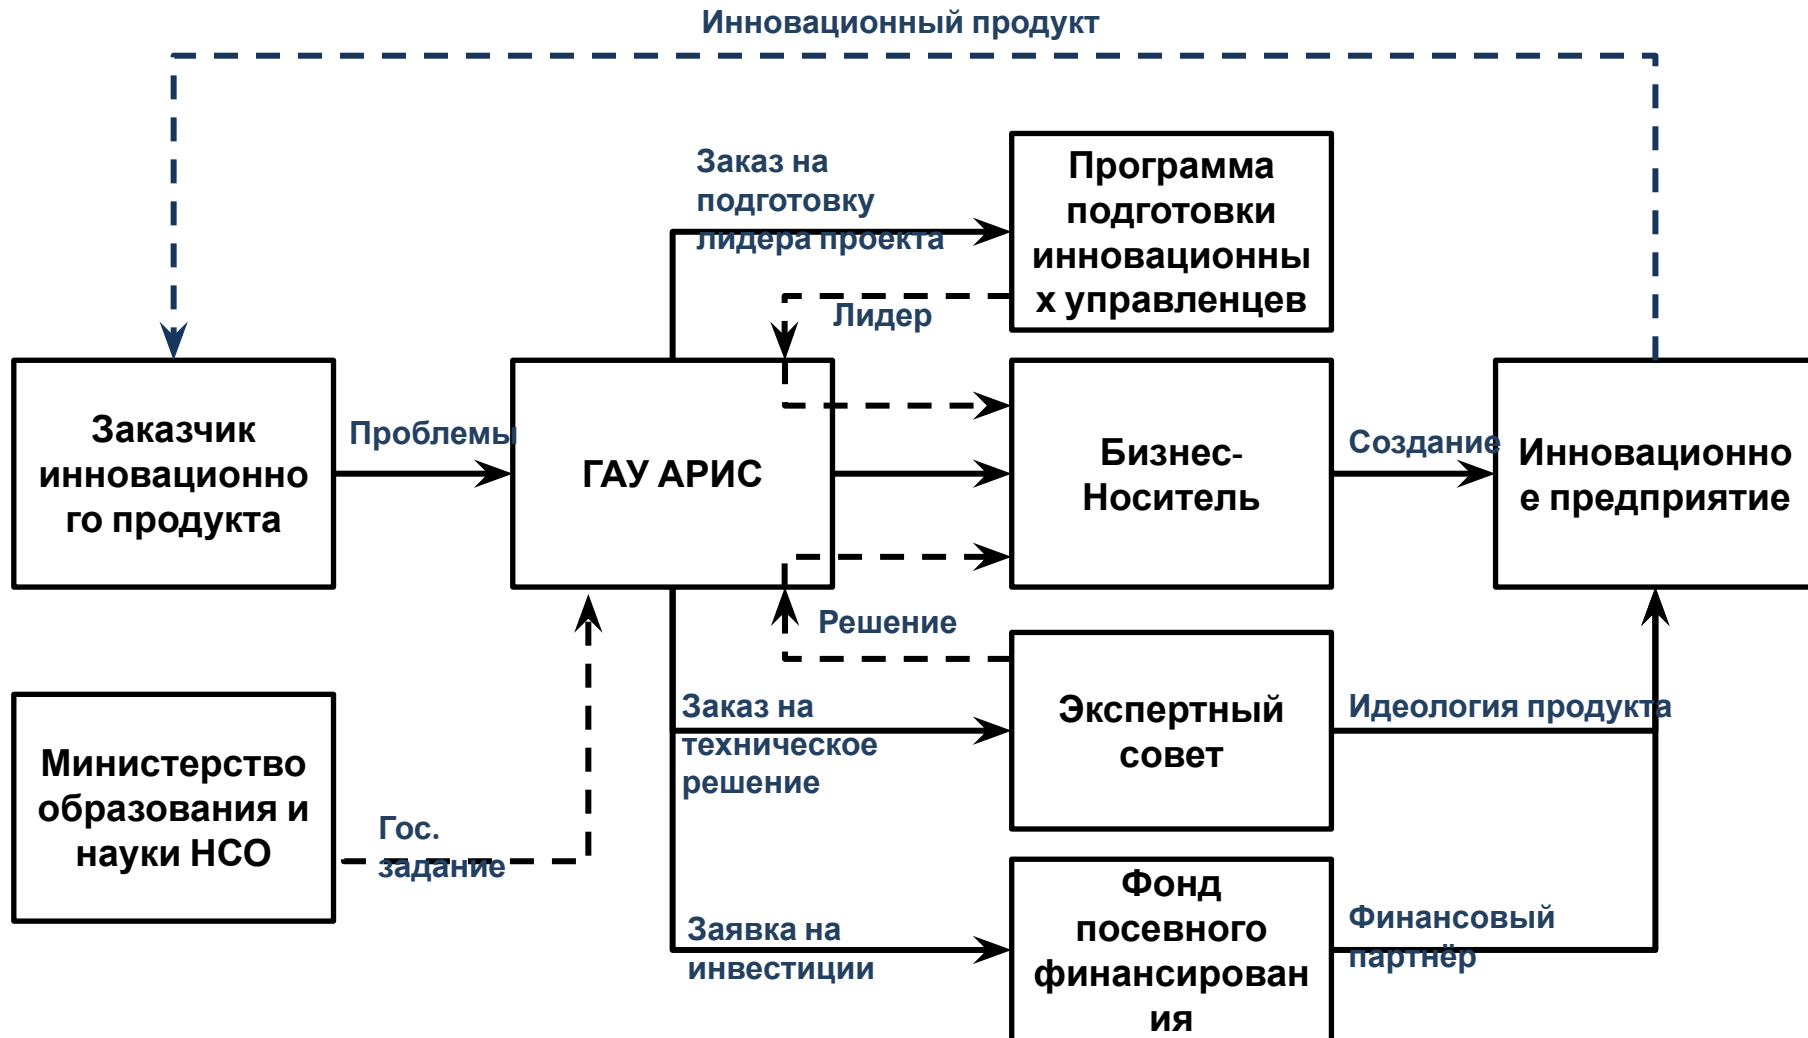 Инновационный продукт
Заказ на
подготовку
лидера проекта
Программа
подготовки
инновационны
х управленцев
Лидер
Заказчик
инновационно
го продукта
Проблемы
ГАУ АРИС
Бизнес-
Носитель
Создание
Инновационно
е предприятие
Решение
Министерство
образования и
науки НСО
Гос.
задание
Заказ на
техническое
решение
Экспертный
совет
Идеология продукта
Заявка на
инвестиции
Фонд
посевного
финансирован
ия
Финансовый
партнёр